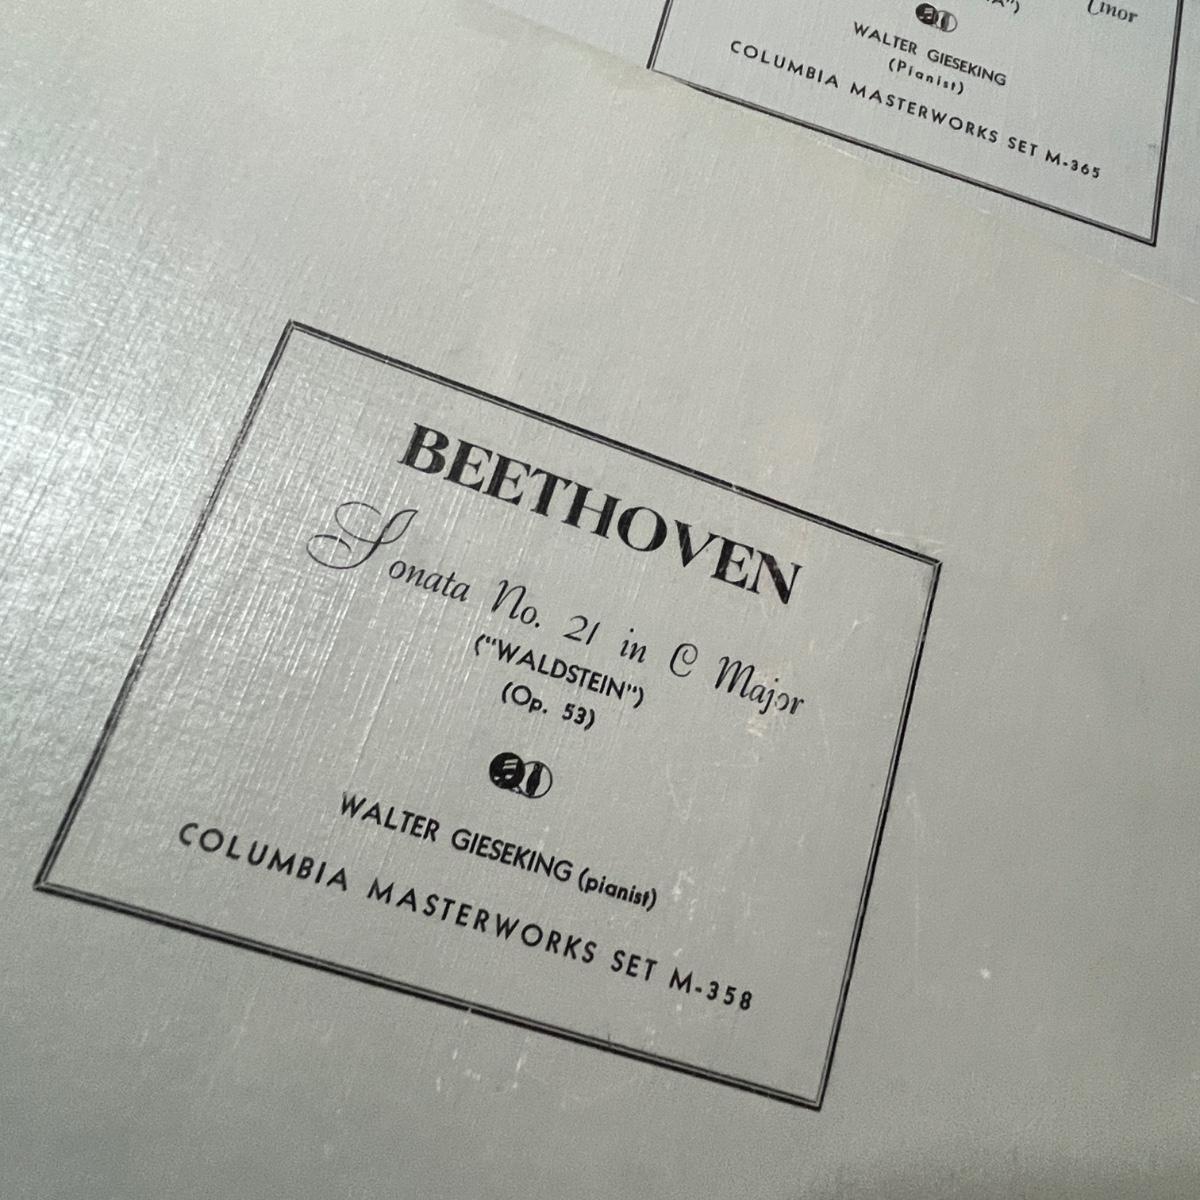 WALTER GIESEKING
(Pianist)
COLUMBIA MASTERWORKS SET M-365
BEETHOVEN
Sonata No. 21 in C Major
("WALDSTEIN")
(Op. 53)
WALTER GIESEKING (pianist)
COLUMBIA MASTERWORKS SET M-358